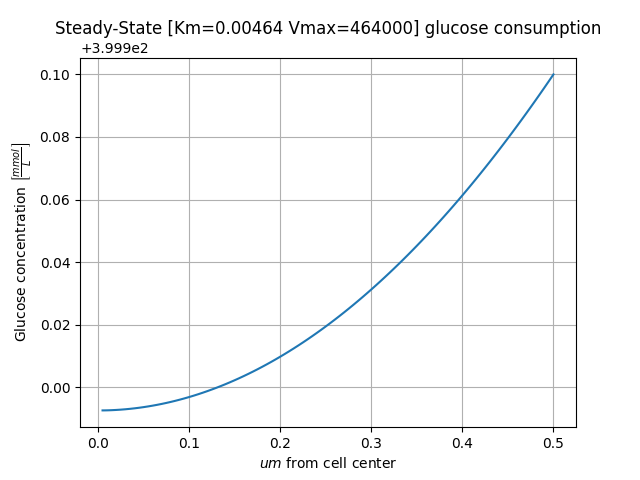 Steady-State [Km=0.00464 Vmax=464000] glucose consumption
+3.999e2
0.10
0.08
0.06
0.04
0.02
0.00
Glucose concentration [mmol/L]
0.0 0.1 0.2 0.3 0.4 0.5
um from cell center